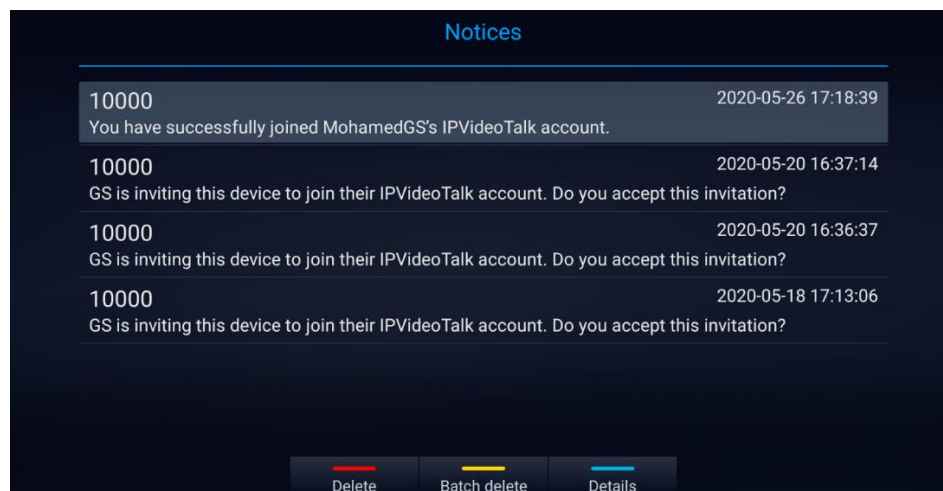 Notices
10000 2020-05-26 17:18:39
You have successfully joined MohamedGS's IPVideoTalk account.
10000 2020-05-20 16:37:14
GS is inviting this device to join their IPVideoTalk account. Do you accept this invitation?
10000 2020-05-20 16:36:37
GS is inviting this device to join their IPVideoTalk account. Do you accept this invitation?
10000 2020-05-18 17:13:06
GS is inviting this device to join their IPVideoTalk account. Do you accept this invitation?
Delete Batch delete Details